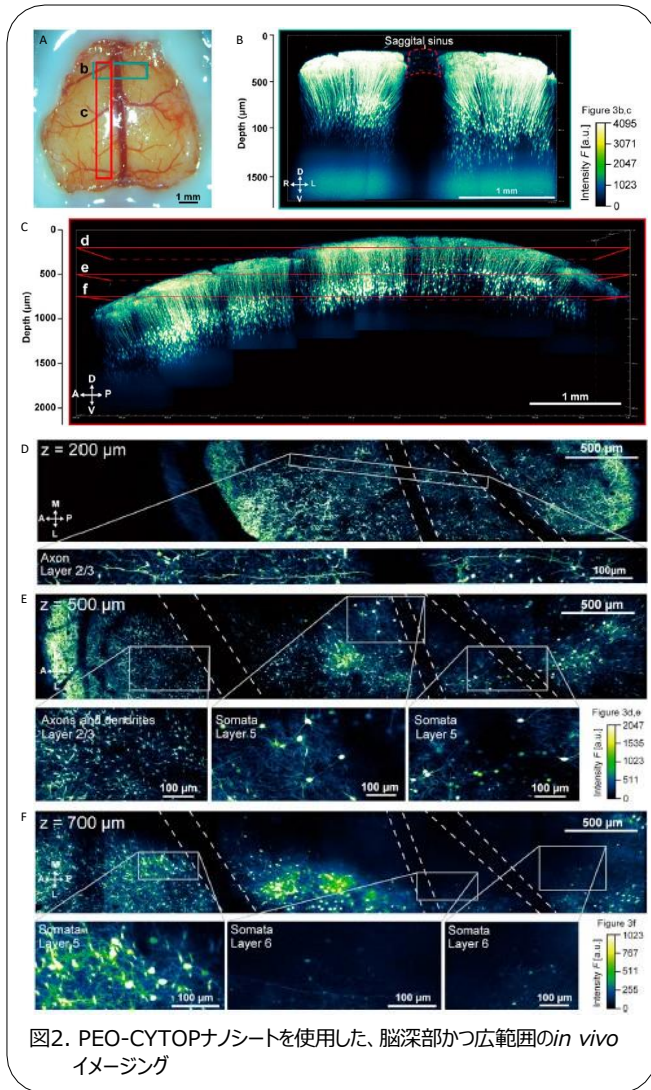 A
b
c
1 mm
B
Saggital sinus
Depth (μm)
0
500
100
1500
D
R L
V
1 mm
Figure 3b,c
Intensity F [a.u.]
4095
3071
2047
1023
0
C
Depth (μm)
0
500
1000
1500
2000
d
e
f
D
A P
V
1 mm
D
z = 200 μm
500 μm
M
A P
L
Axon
Layer 2/3
100μm
E
z = 500 μm
500 μm
Axons and dendrites
Layer 2/3
100 μm
Somata
Layer 5
100 μm
Somata
Layer 5
100 μm
Figure 3d,e
Intensity F [a.u.]
2047
1535
1023
511
0
F
z = 700 μm
500 μm
M
A P
L
Somata
Layer 5
100 μm
Somata
Layer 6
100 μm
Somata
Layer 6
100 μm
Figure 3f
Intensity F [a.u.]
1023
767
511
255
0
図2. PEO-CYTOPナノシートを使用した、脳深部かつ広範囲のin vivo
イメージング